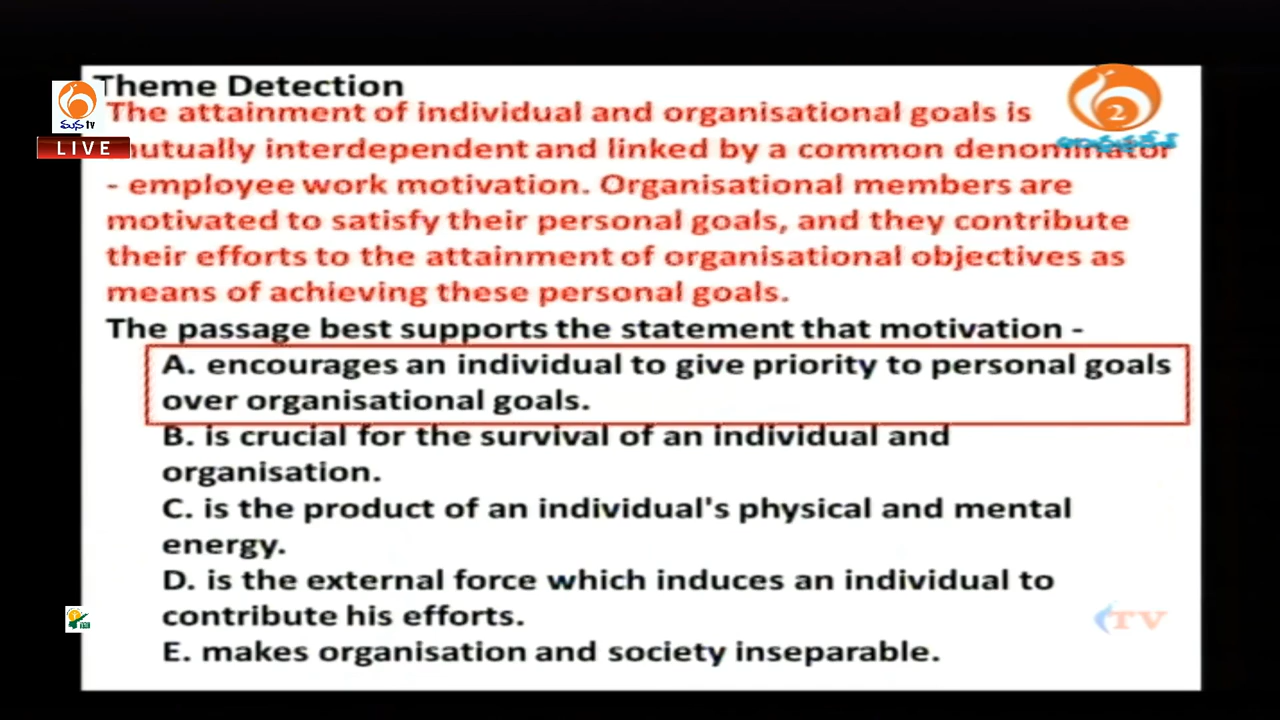 Theme Detection
The attainment of individual and organisational goals is
mutually interdependent and linked by a common denominator
- employee work motivation. Organisational members are
motivated to satisfy their personal goals, and they contribute
their efforts to the attainment of organisational objectives as
means of achieving these personal goals.
The passage best supports the statement that motivation -
A. encourages an individual to give priority to personal goals
over organisational goals.
B. is crucial for the survival of an individual and
organisation.
C. is the product of an individual's physical and mental
energy.
D. is the external force which induces an individual to
contribute his efforts.
E. makes organisation and society inseparable.
మన tv
LIVE
2
TV